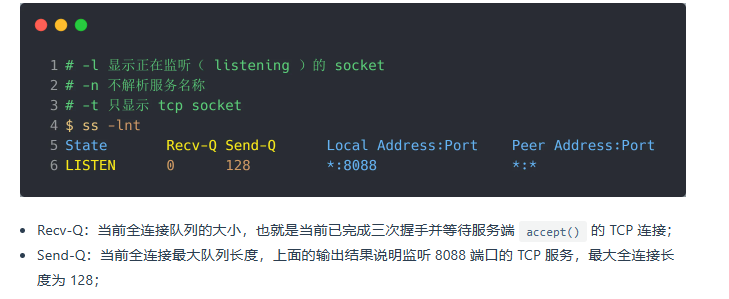 1 # -l 显示正在监听（ listening ）的 socket
2 # -n 不解析服务名称
3 # -t 只显示 tcp socket
4 $ ss -lnt
5 State Recv-Q Send-Q Local Address:Port Peer Address:Port
6 LISTEN 0 128 *:8088 *:*
• Recv-Q：当前全连接队列的大小，也就是当前已完成三次握手并等待服务端 accept() 的 TCP 连接；
• Send-Q：当前全连接最大队列长度，上面的输出结果说明监听 8088 端口的 TCP 服务，最大全连接长
度为 128；